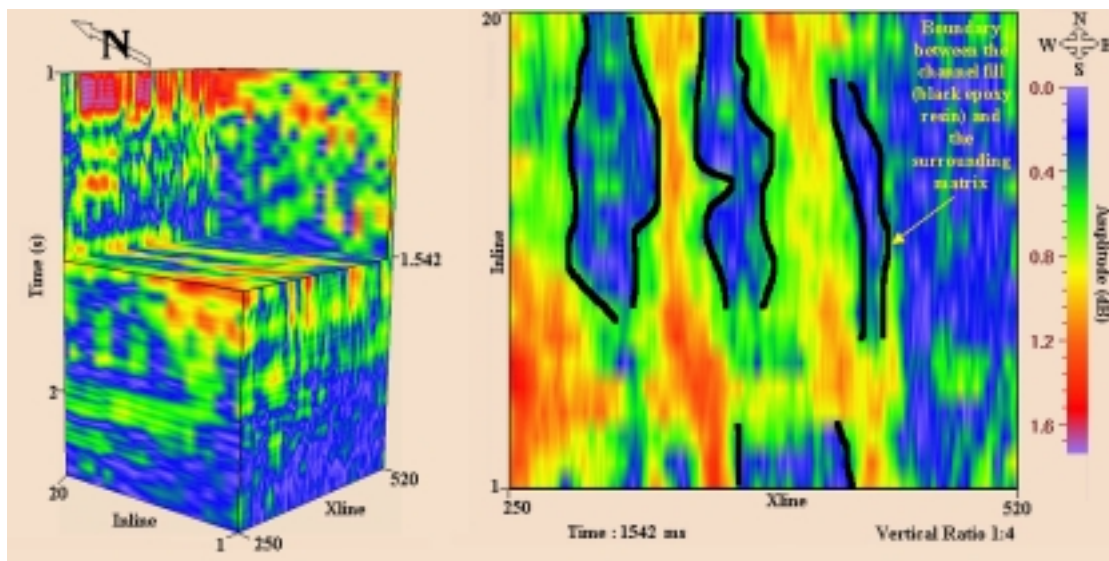 N
1
Time (s)
1.542
2
20
Inline
1
250
Xline
520
20
Inline
1
250
Xline
520
Time : 1542 ms
Vertical Ratio 1:4
Boundary
between the
channel fill
(black epoxy
resin) and
the
surrounding
matrix
N
W
E
S
0.0
0.4
0.8
1.2
1.6
Amplitude (dB)